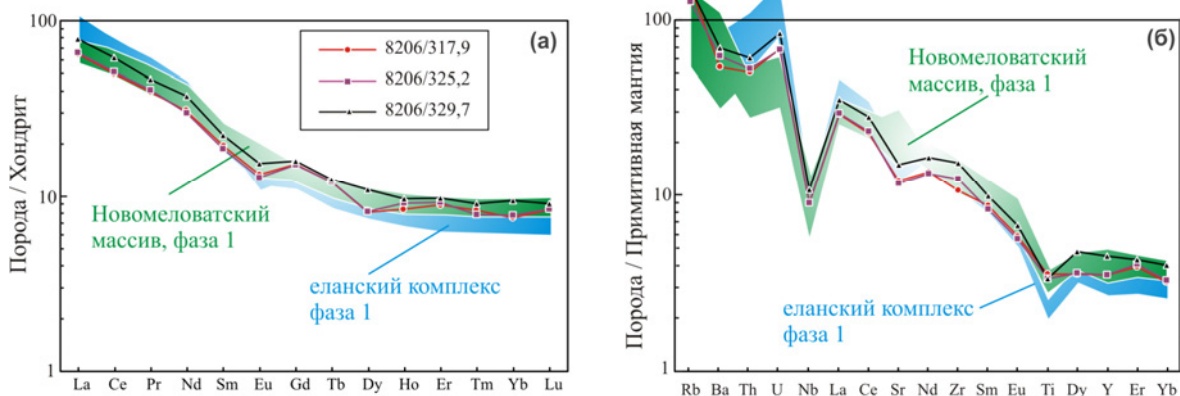 100
10
1
Порода / Хондрит
(а)
8206/317,9
8206/325,2
8206/329,7
Новомеловатский
массив, фаза 1
еланский комплекс
фаза 1
La Ce Pr Nd Sm Eu Gd Tb Dy Ho Er Tm Yb Lu
100
10
1
Порода / Примитивная мантия
(б)
Новомеловатский
массив, фаза 1
еланский комплекс
фаза 1
Rb Ba Th U Nb La Ce Sr Nd Zr Sm Eu Ti Dy Y Er Yb